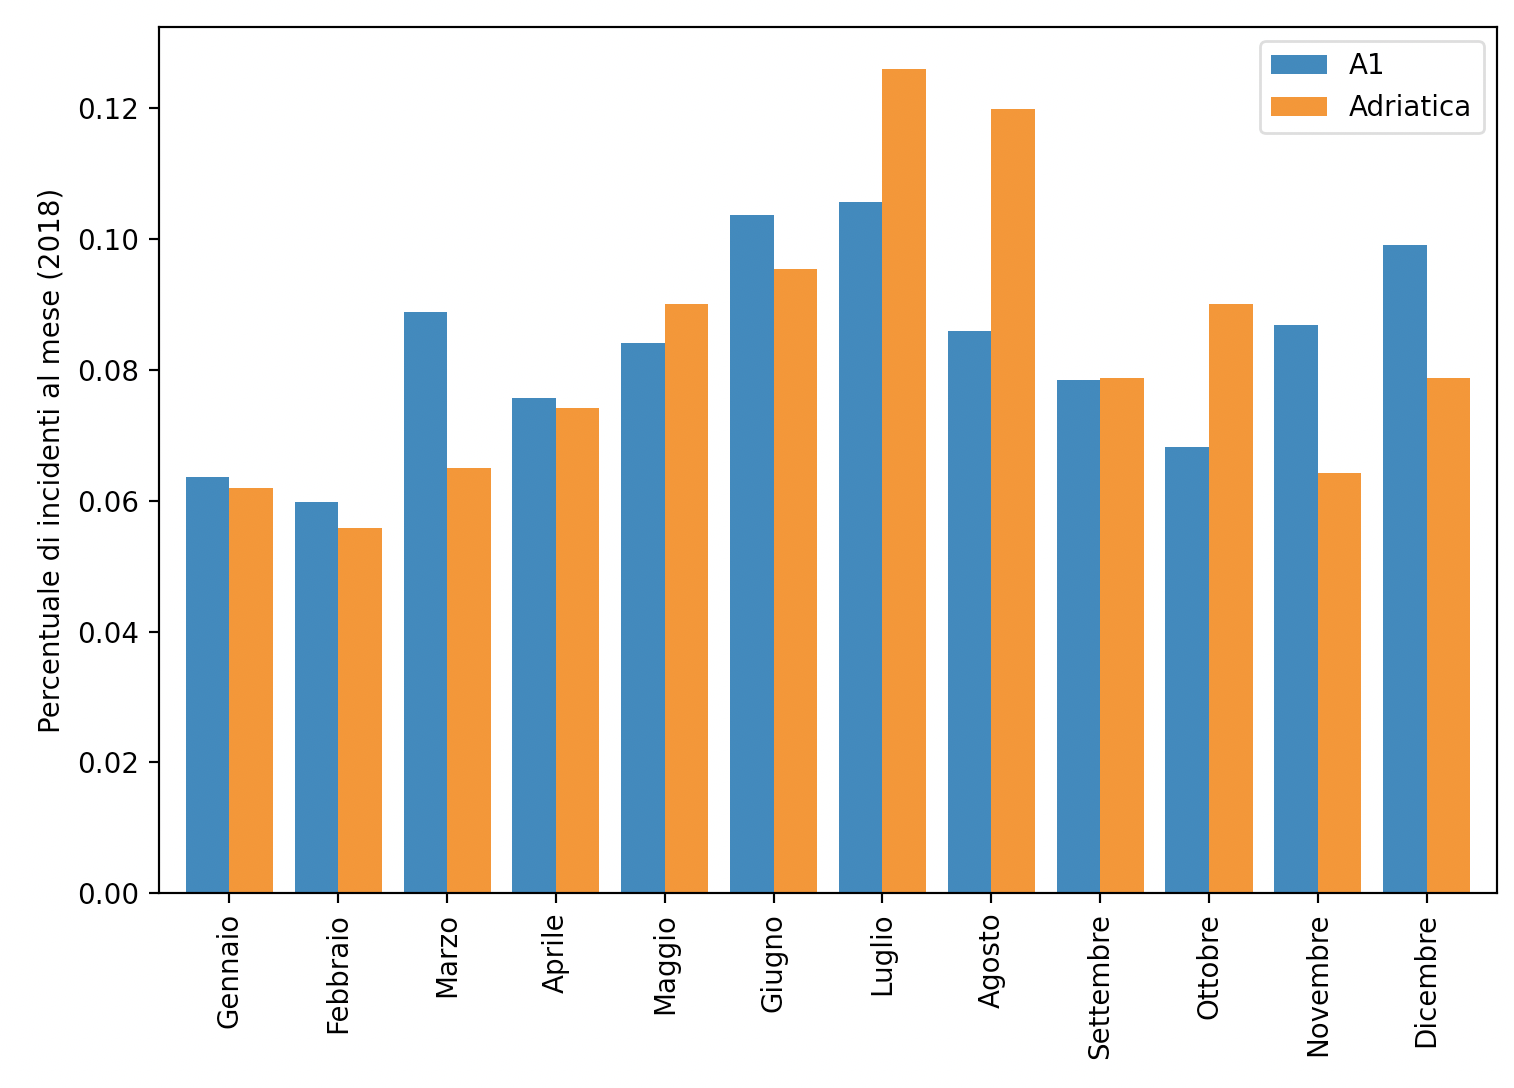 A1
Adriatica
Percentuale di incidenti al mese (2018)
0.12
0.10
0.08
0.06
0.04
0.02
0.00
Gennaio
Febbraio
Marzo
Aprile
Maggio
Giugno
Luglio
Agosto
Settembre
Ottobre
Novembre
Dicembre